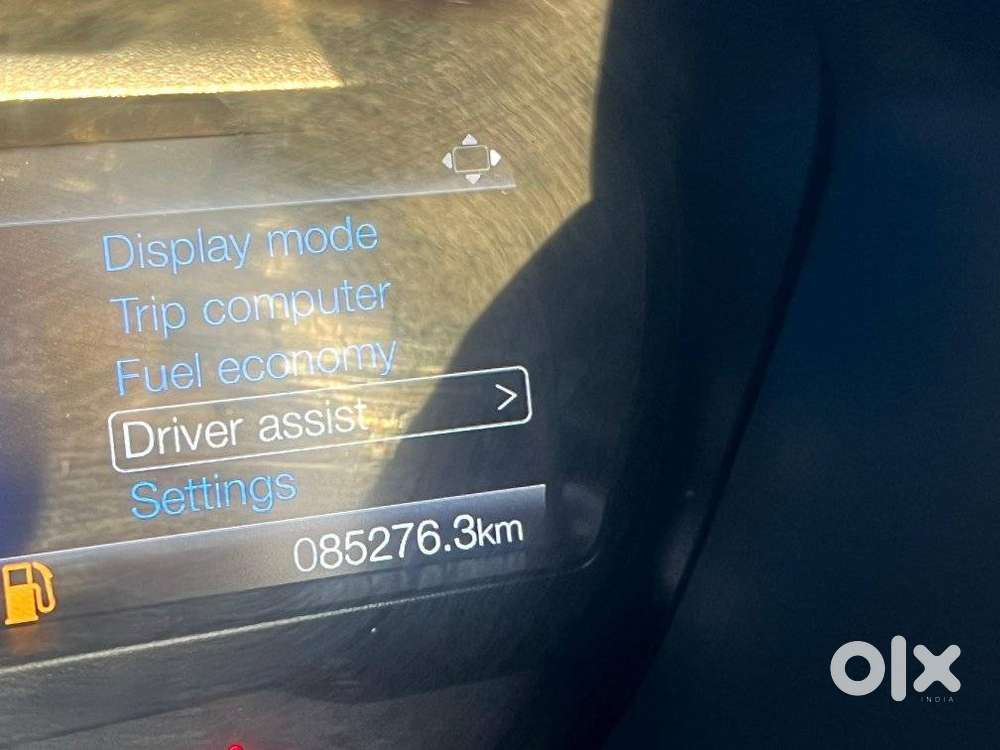 Display mode
Trip computer
Fuel economy
Driver assist >
Settings
085276.3km
olx
INDIA